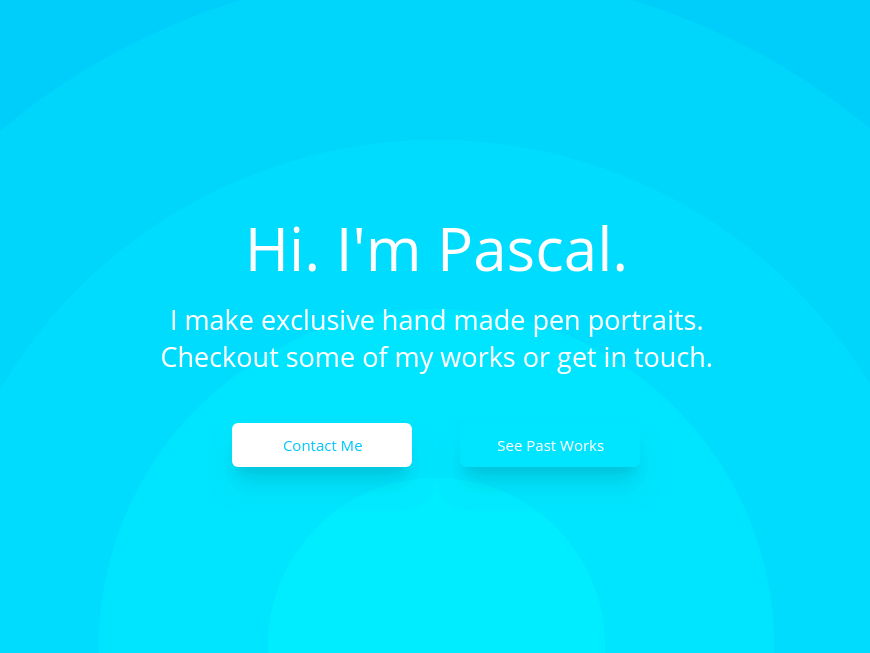 Hi. I'm Pascal.
I make exclusive hand made pen portraits.
Checkout some of my works or get in touch.
Contact Me
See Past Works